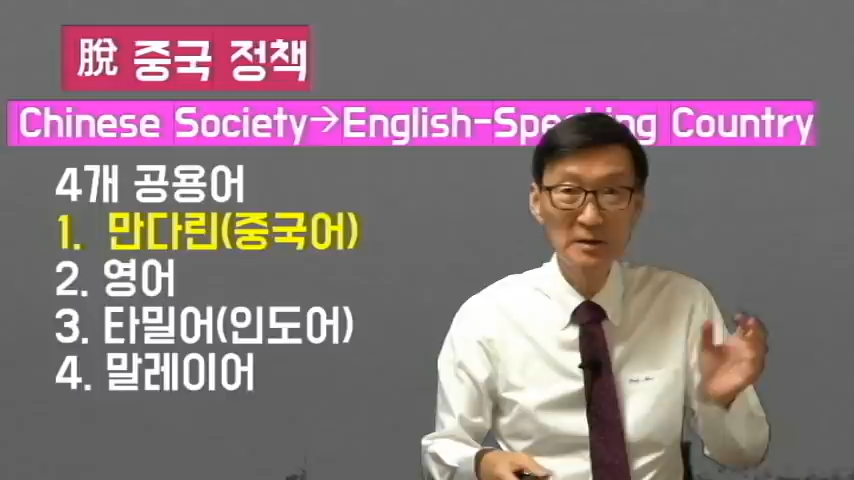 脫 중국 정책
Chinese Society→English-Speaking Country
4개 공용어
1. 만다린(중국어)
2. 영어
3. 타밀어(인도어)
4. 말레이어